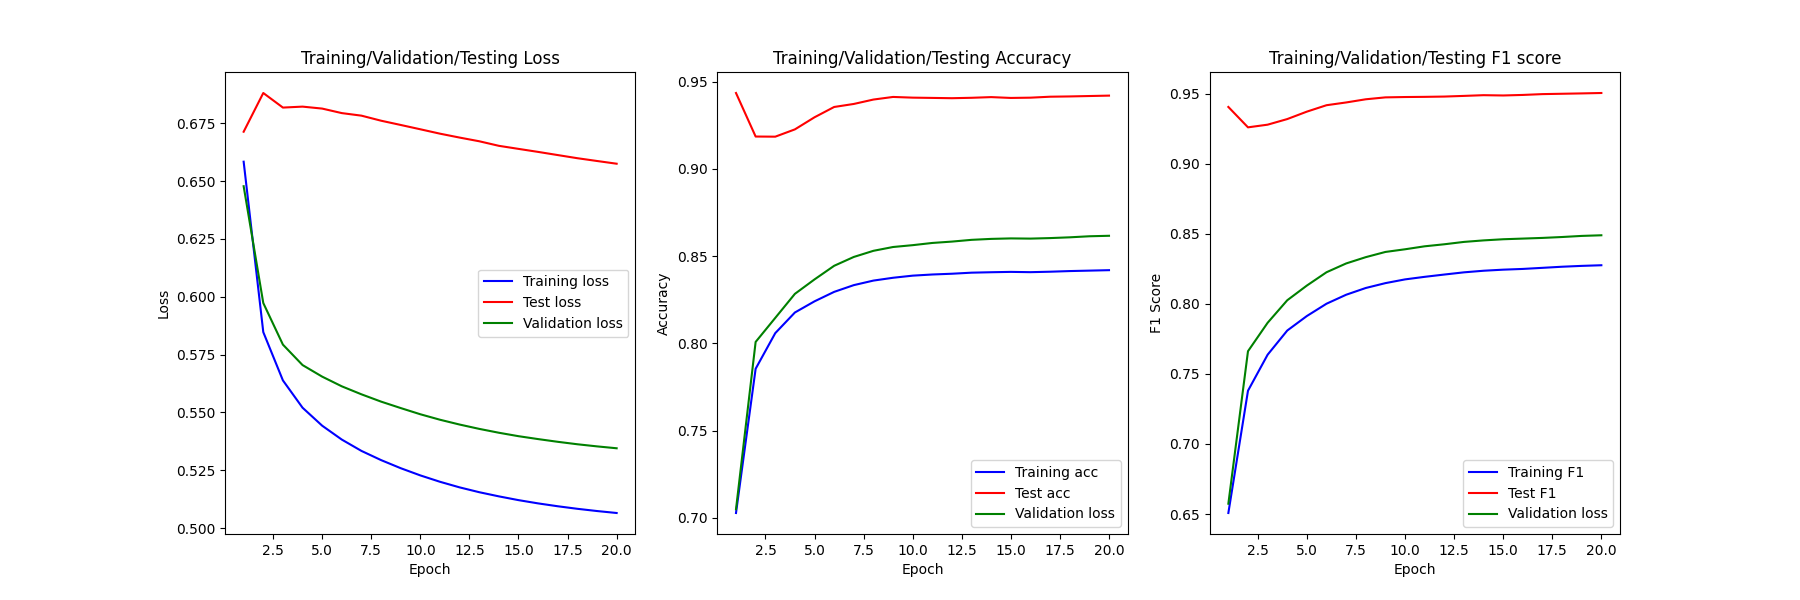 Training/Validation/Testing Loss
Loss
0.675
0.650
0.625
0.600
0.575
0.550
0.525
0.500
2.5 5.0 7.5 10.0 12.5 15.0 17.5 20.0
Epoch
Training loss
Test loss
Validation loss
Training/Validation/Testing Accuracy
Accuracy
0.95
0.90
0.85
0.80
0.75
0.70
2.5 5.0 7.5 10.0 12.5 15.0 17.5 20.0
Epoch
Training acc
Test acc
Validation loss
Training/Validation/Testing F1 score
F1 Score
0.95
0.90
0.85
0.80
0.75
0.70
0.65
2.5 5.0 7.5 10.0 12.5 15.0 17.5 20.0
Epoch
Training F1
Test F1
Validation loss